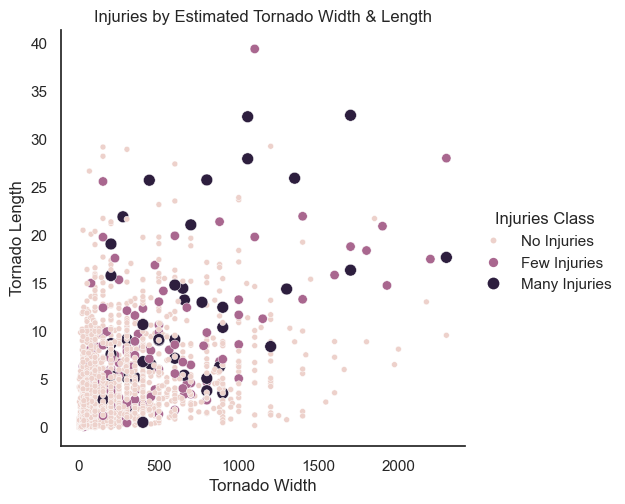 Injuries by Estimated Tornado Width & Length
40
35
30
25
20
15
10
5
0
Tornado Length
0 500 1000 1500 2000
Tornado Width
Injuries Class
No Injuries
Few Injuries
Many Injuries